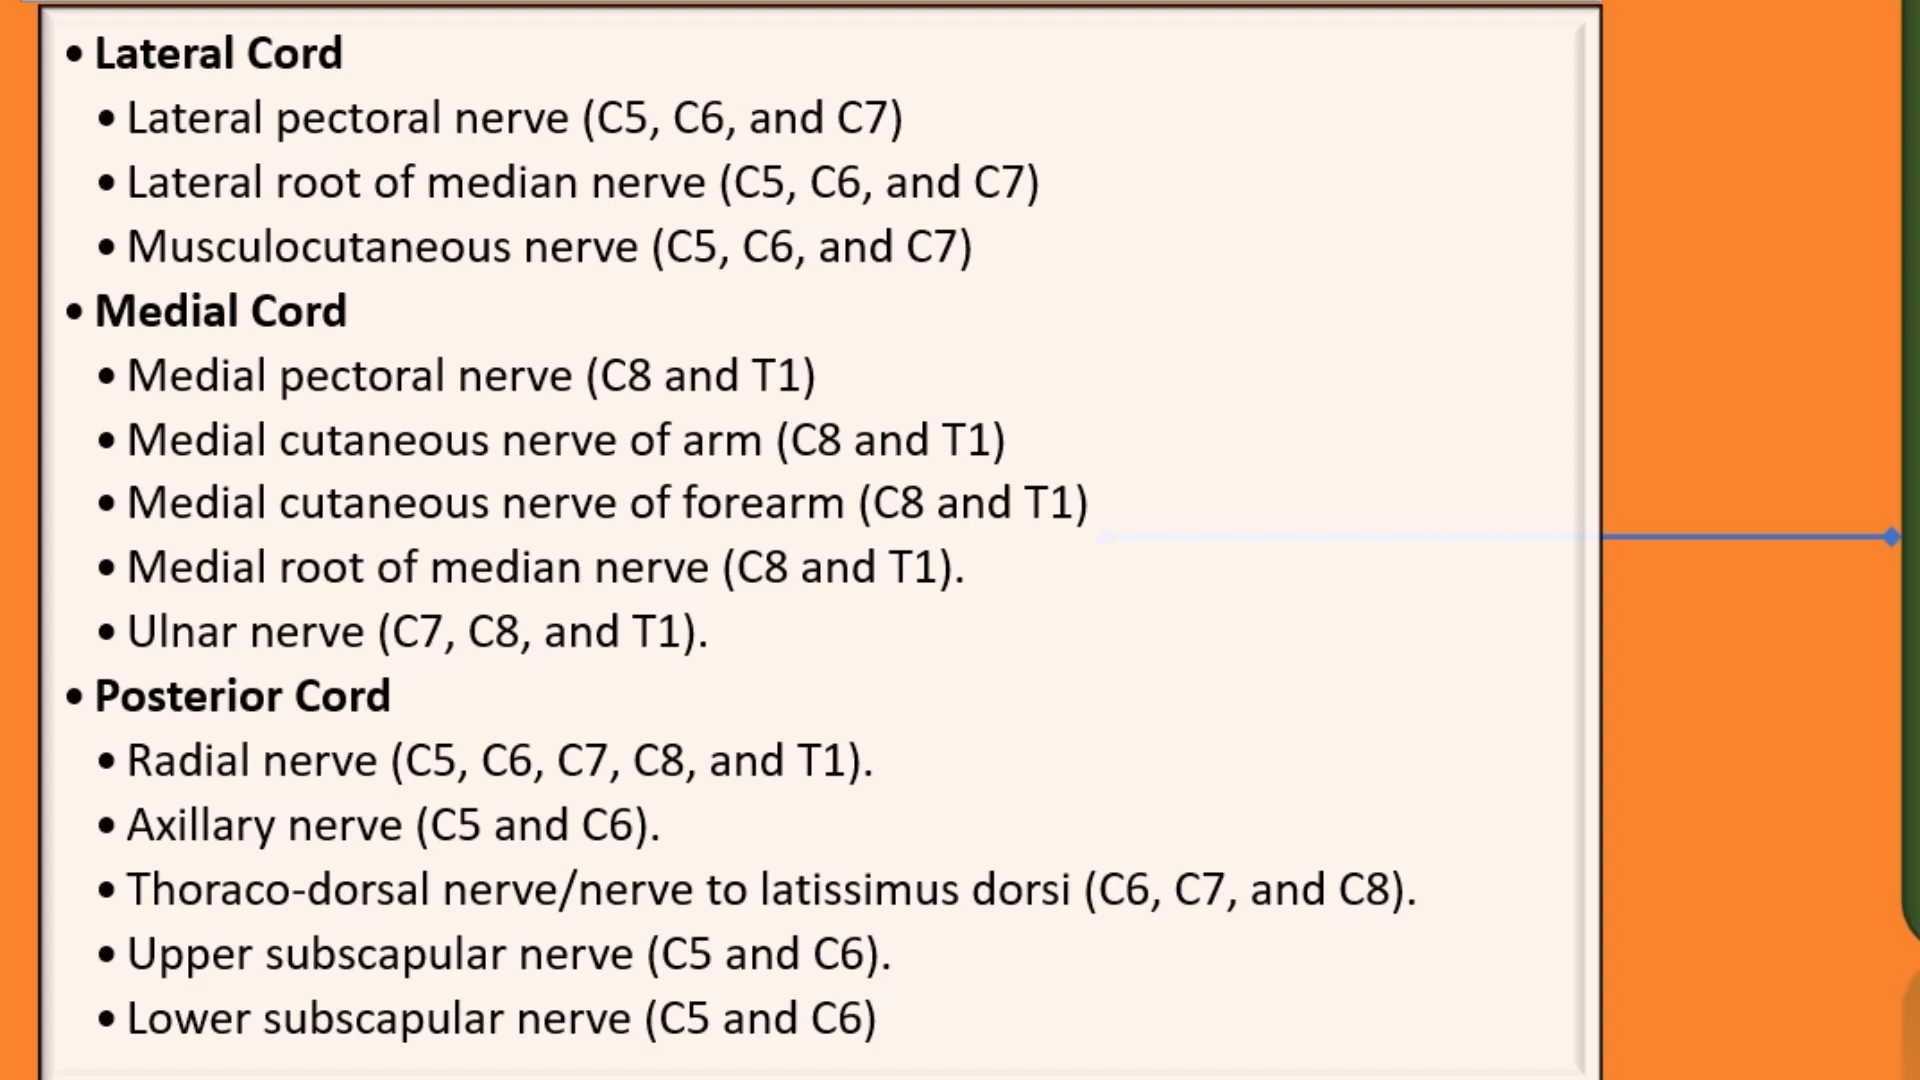 • Lateral Cord
• Lateral pectoral nerve (C5, C6, and C7)
• Lateral root of median nerve (C5, C6, and C7)
• Musculocutaneous nerve (C5, C6, and C7)
• Medial Cord
• Medial pectoral nerve (C8 and T1)
• Medial cutaneous nerve of arm (C8 and T1)
• Medial cutaneous nerve of forearm (C8 and T1)
• Medial root of median nerve (C8 and T1).
• Ulnar nerve (C7, C8, and T1).
• Posterior Cord
• Radial nerve (C5, C6, C7, C8, and T1).
• Axillary nerve (C5 and C6).
• Thoraco-dorsal nerve/nerve to latissimus dorsi (C6, C7, and C8).
• Upper subscapular nerve (C5 and C6).
• Lower subscapular nerve (C5 and C6)